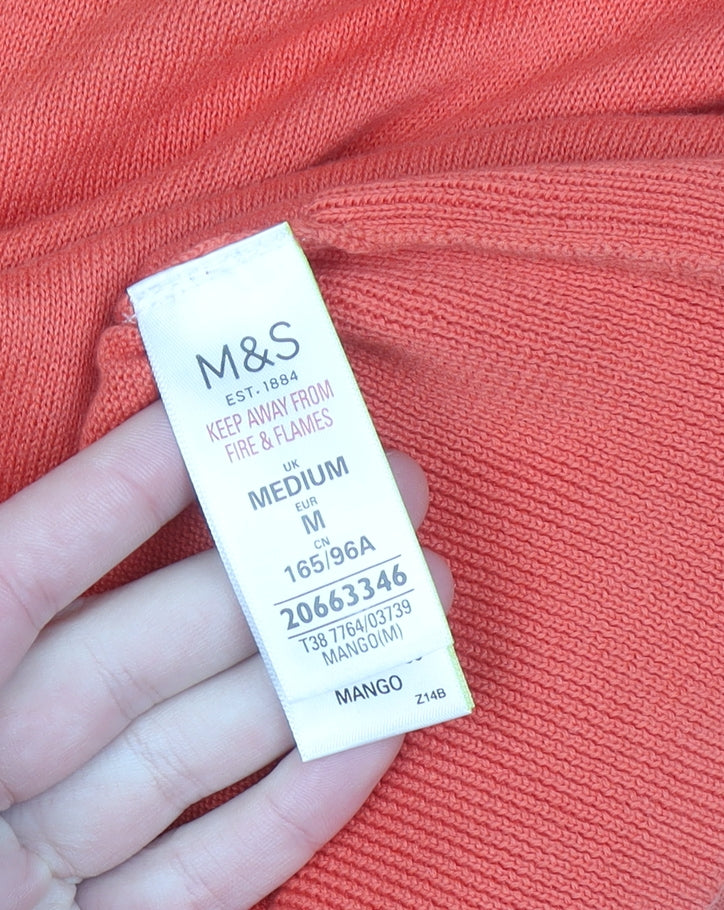 M&S
EST. 1884
KEEP AWAY FROM
FIRE & FLAMES
UK
MEDIUM
EUR
M
CN
165/96A
20663346
T38 7764/03739
MANGO(M)
MANGO
Z14B